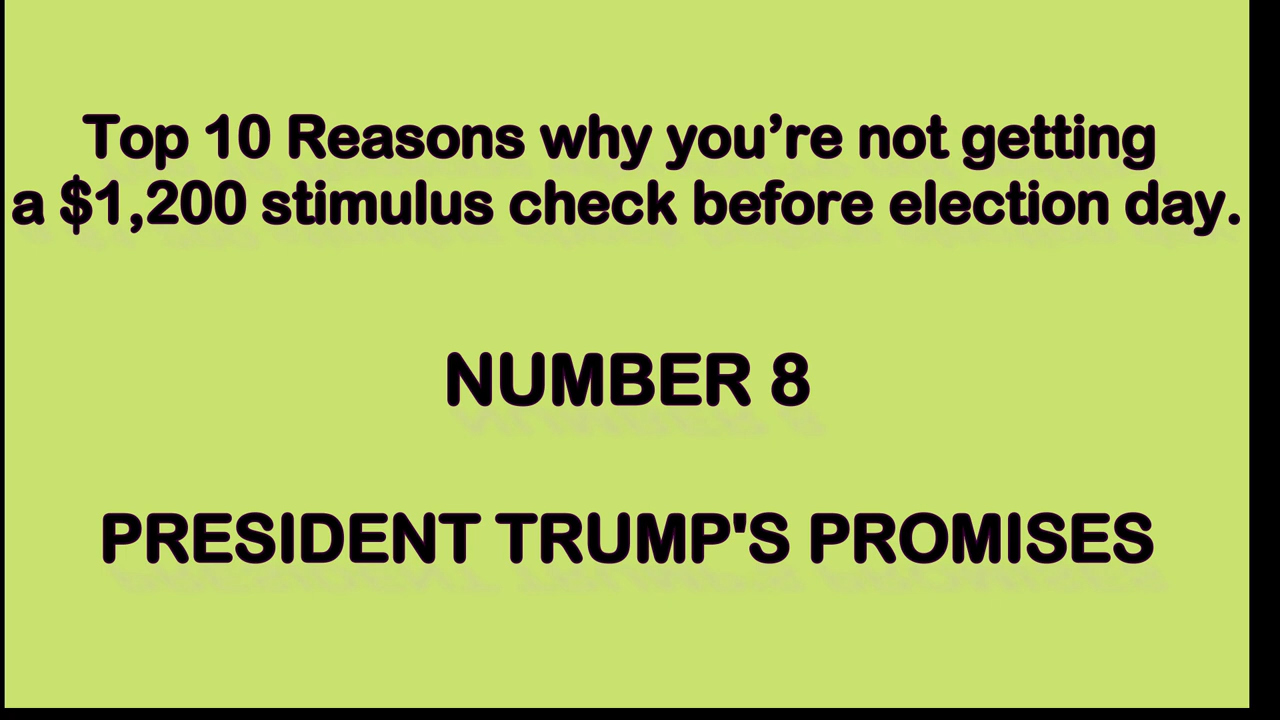 Top 10 Reasons why you’re not getting
a $1,200 stimulus check before election day.
NUMBER 8
PRESIDENT TRUMP'S PROMISES